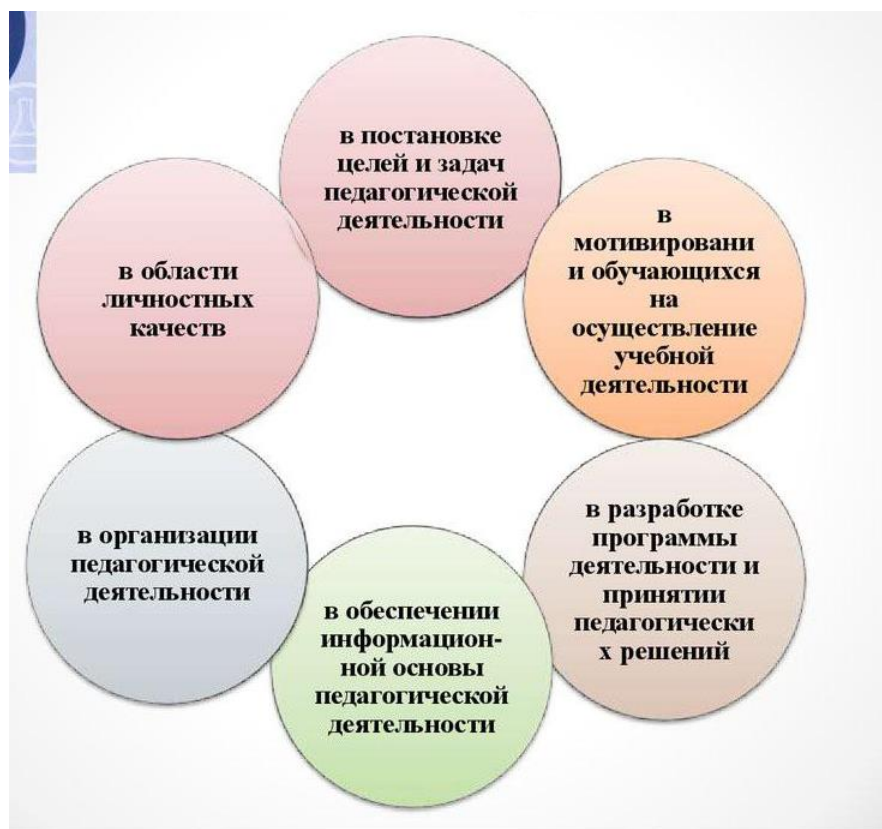 в постановке
целей и задач
педагогической
деятельности
в
мотивировани
и обучающихся
на
осуществление
учебной
деятельности
в разработке
программы
деятельности и
принятии
педагогически
х решений
в обеспечении
информацион-
ной основы
педагогической
деятельности
в организации
педагогической
деятельности
в области
личностных
качеств